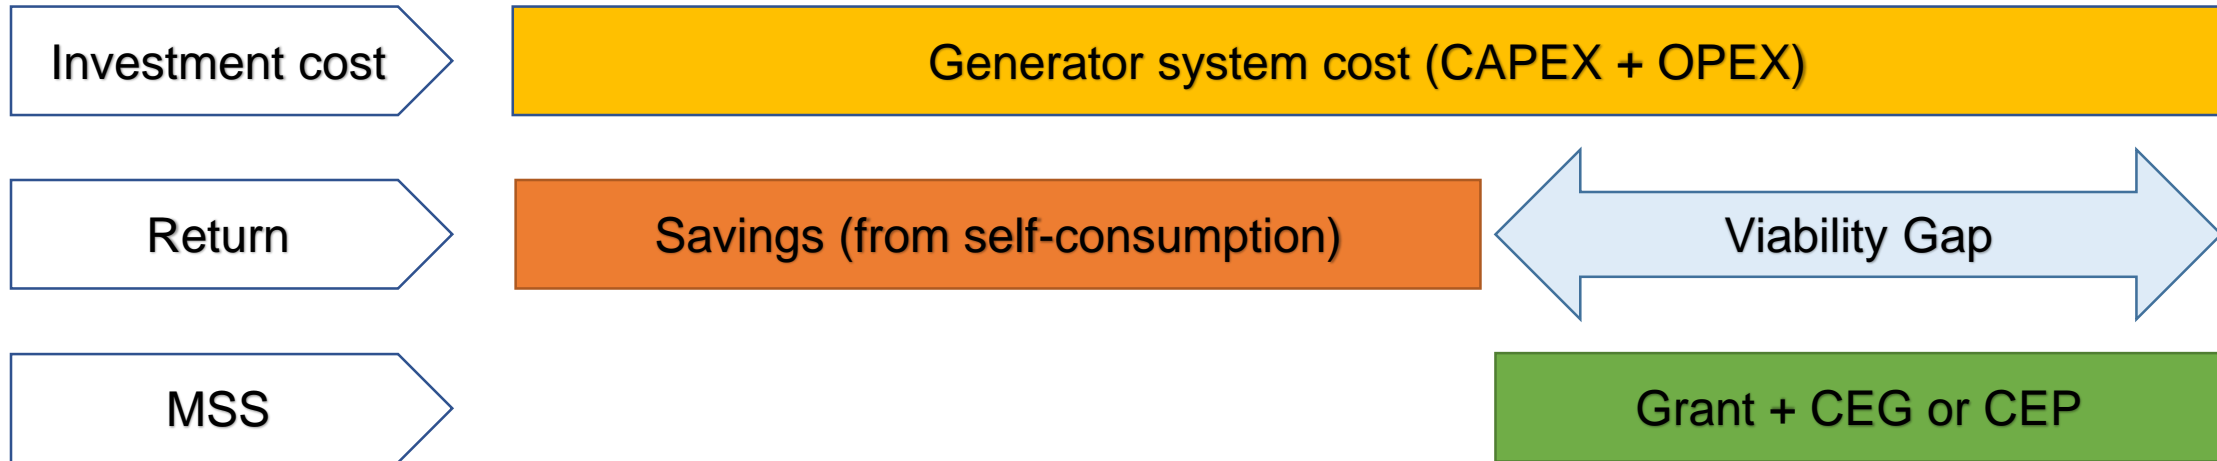 Investment cost
Generator system cost (CAPEX + OPEX)
Return
Savings (from self-consumption)
Viability Gap
MSS
Grant + CEG or CEP